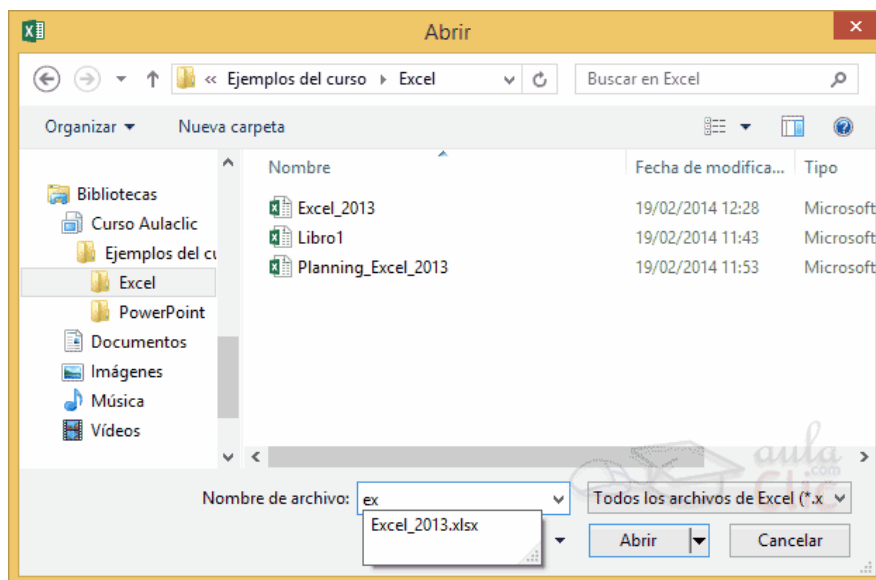 Abrir
« Ejemplos del curso Excel
Buscar en Excel
Organizar Nueva carpeta
Nombre Fecha de modifica... Tipo
Bibliotecas
Curso Aulaclic
Ejemplos del cu
Excel
PowerPoint
Documentos
Imágenes
Música
Vídeos
Excel_2013 19/02/2014 12:28 Microsoft
Libro1 19/02/2014 11:43 Microsoft
Planning_Excel_2013 19/02/2014 11:53 Microsoft
aula
Clic
.com
Nombre de archivo: ex Todos los archivos de Excel (*.x
Excel_2013.xlsx
Abrir Cancelar